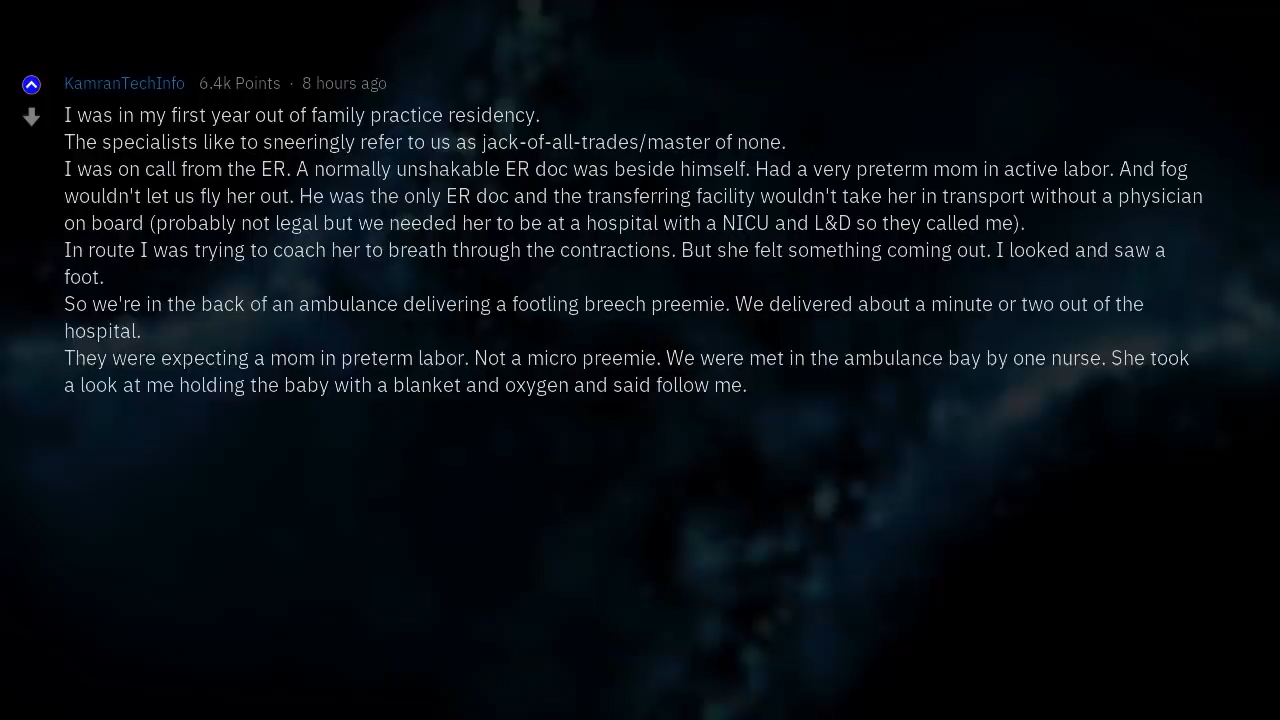 KamranTechInfo 6.4k Points · 8 hours ago
I was in my first year out of family practice residency.
The specialists like to sneeringly refer to us as jack-of-all-trades/master of none.
I was on call from the ER. A normally unshakable ER doc was beside himself. Had a very preterm mom in active labor. And fog
wouldn't let us fly her out. He was the only ER doc and the transferring facility wouldn't take her in transport without a physician
on board (probably not legal but we needed her to be at a hospital with a NICU and L&D so they called me).
In route I was trying to coach her to breath through the contractions. But she felt something coming out. I looked and saw a
foot.
So we're in the back of an ambulance delivering a footling breech preemie. We delivered about a minute or two out of the
hospital.
They were expecting a mom in preterm labor. Not a micro preemie. We were met in the ambulance bay by one nurse. She took
a look at me holding the baby with a blanket and oxygen and said follow me.